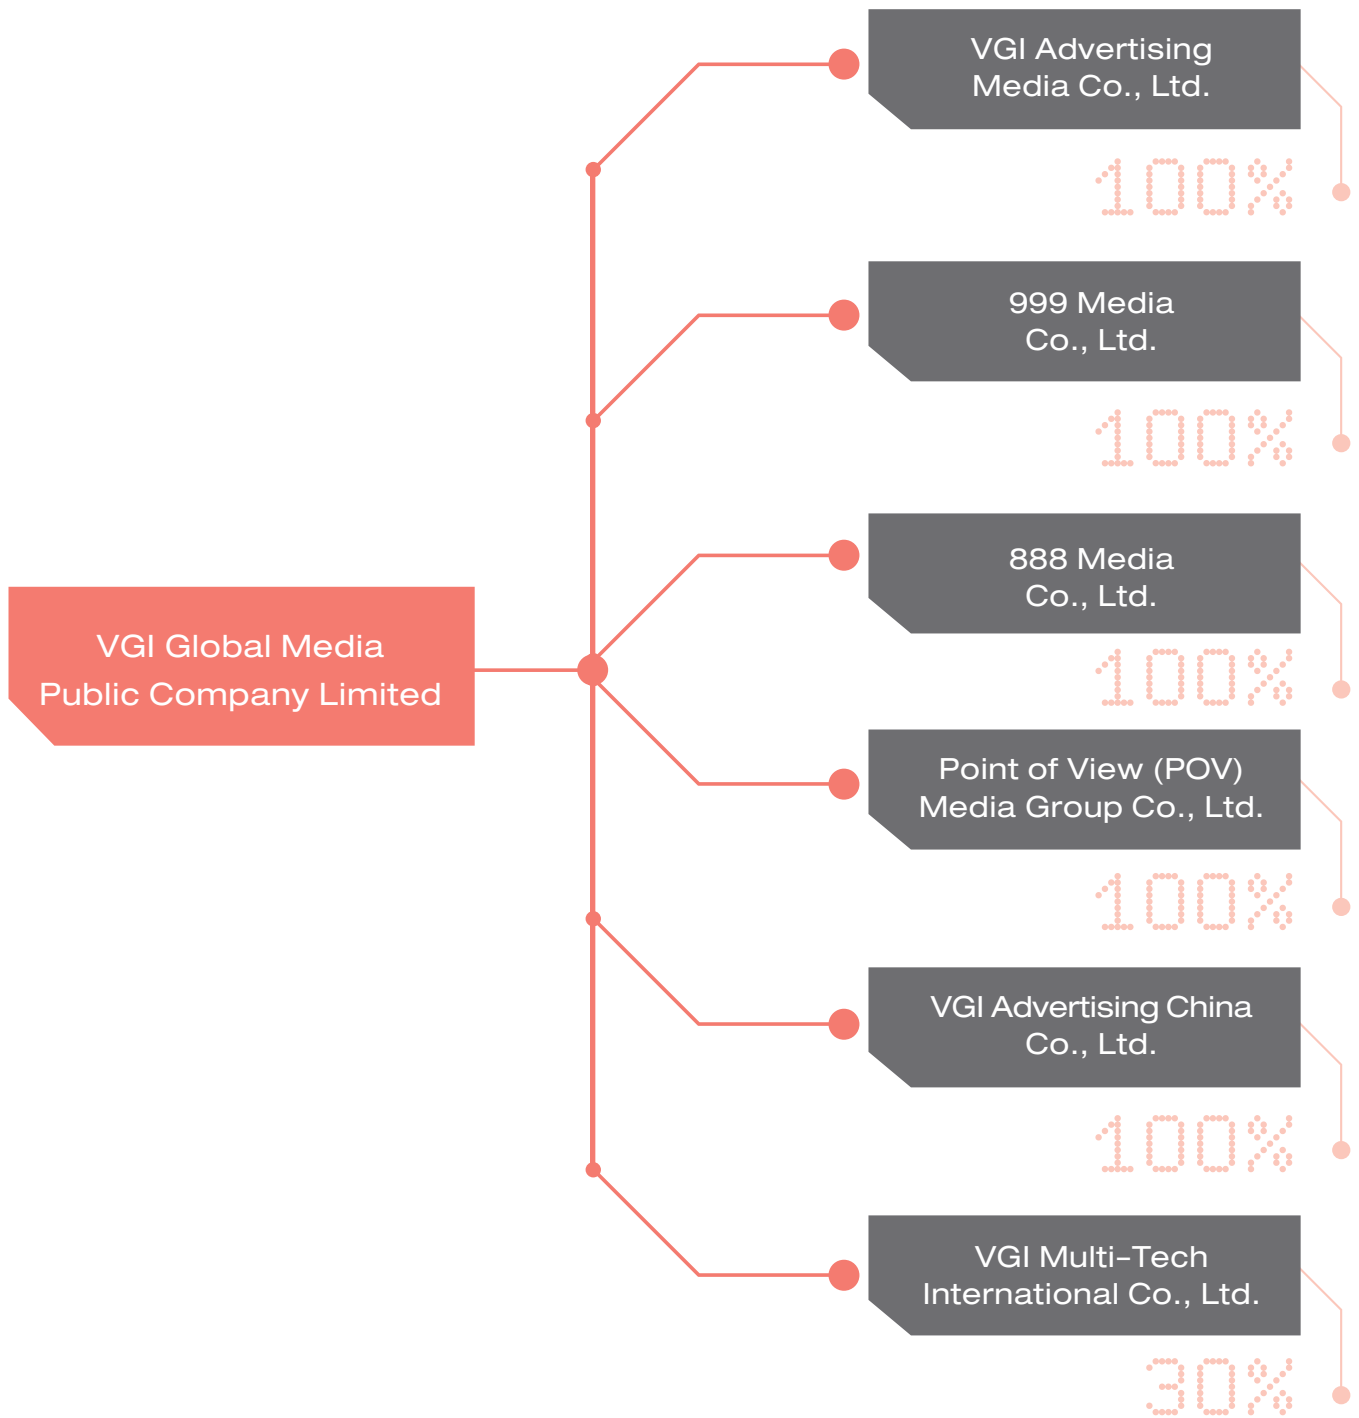 VGI Advertising
Media Co., Ltd.
100%
999 Media
Co., Ltd.
100%
888 Media
Co., Ltd.
100%
VGI Global Media
Public Company Limited
Point of View (POV)
Media Group Co., Ltd.
100%
VGI Advertising China
Co., Ltd.
100%
VGI Multi-Tech
International Co., Ltd.
30%